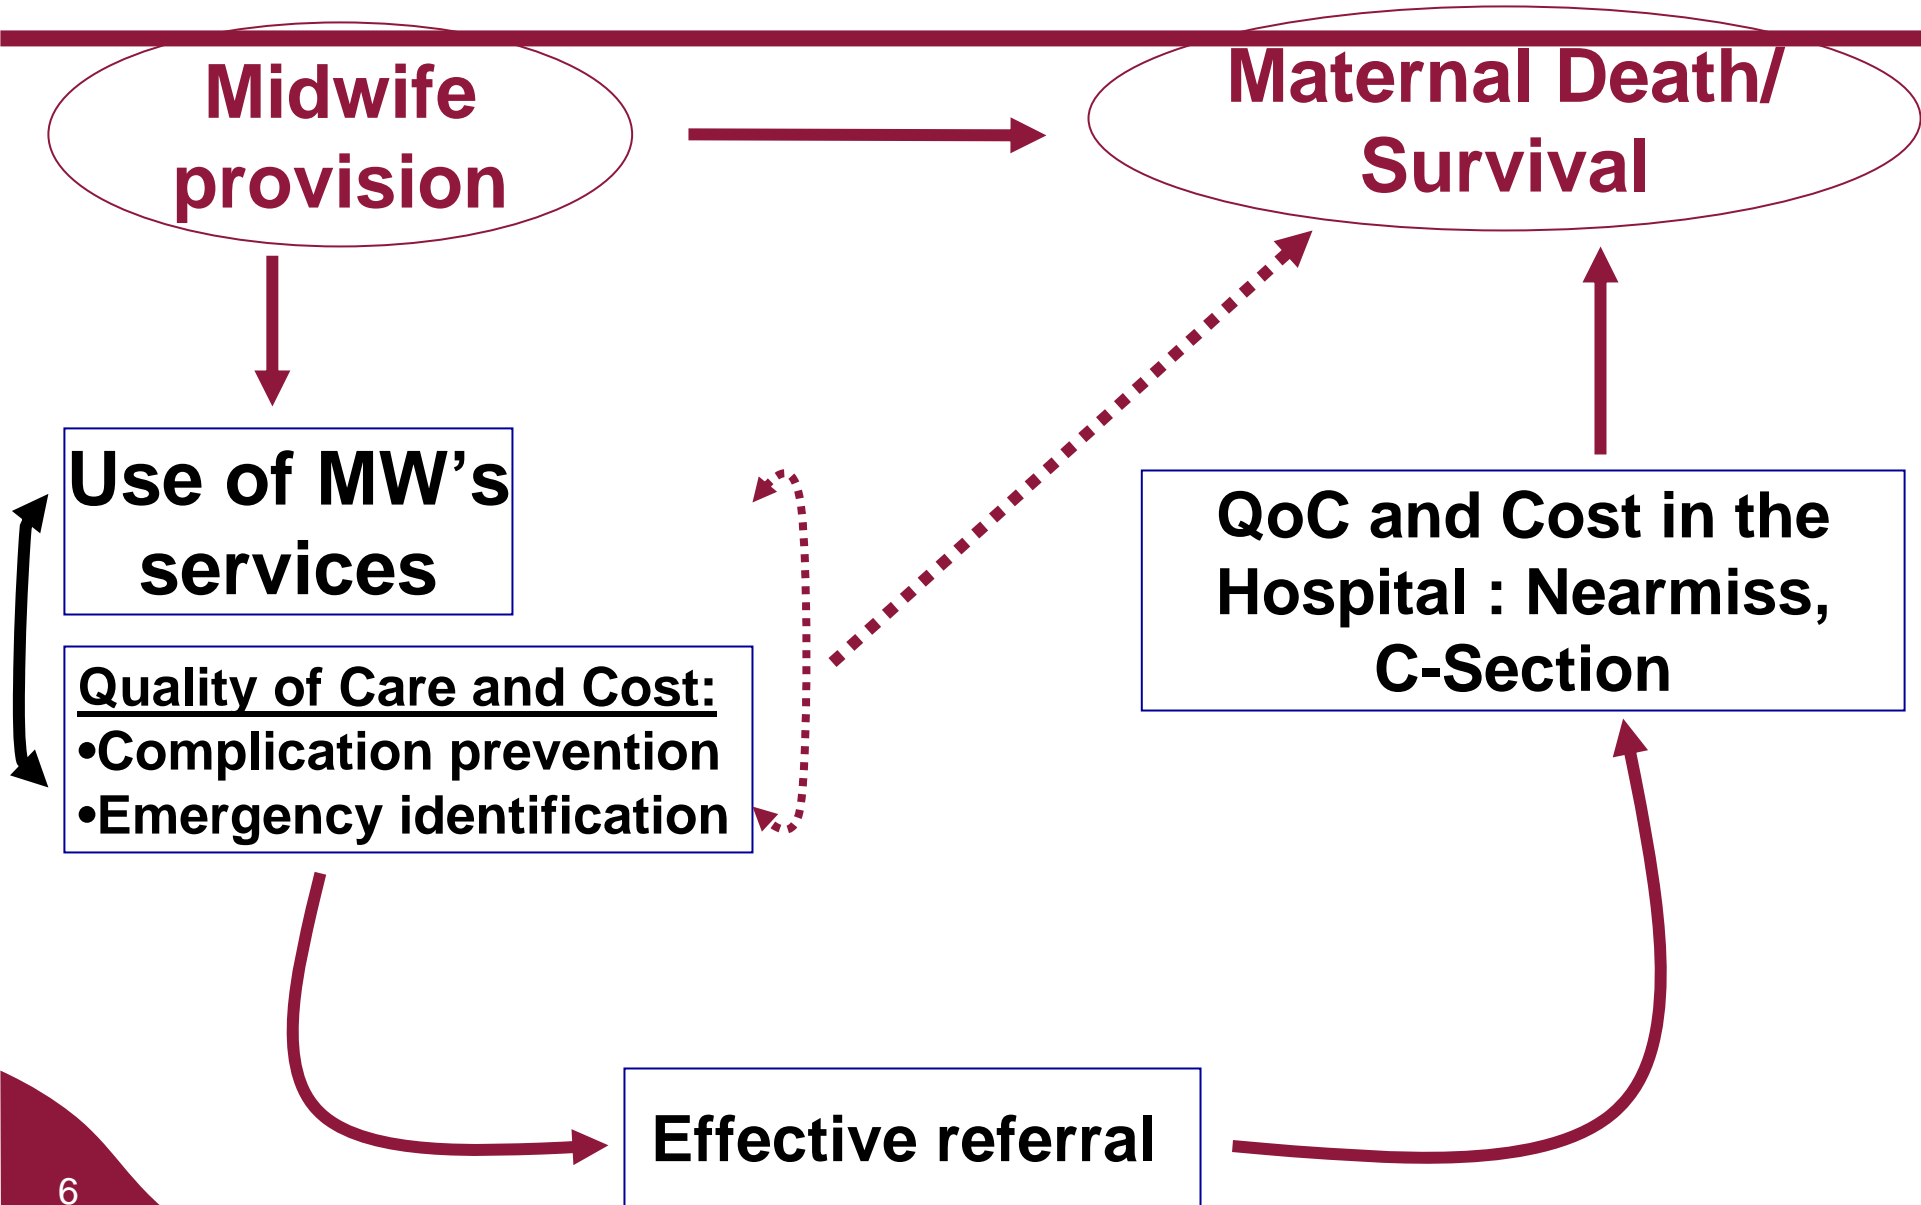 Midwife
provision
Maternal Death/
Survival
Use of MW’s
services
Quality of Care and Cost:
•Complication prevention
•Emergency identification
QoC and Cost in the
Hospital : Nearmiss,
C-Section
Effective referral
6